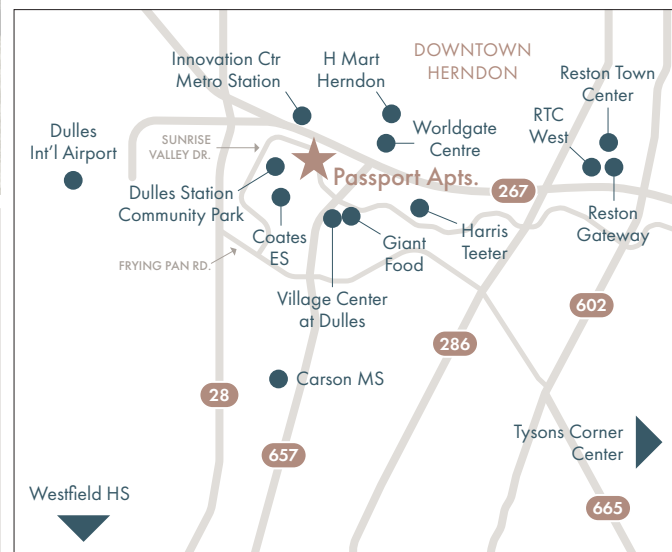 DOWNTOWN
HERNDON
Innovation Ctr
Metro Station
H Mart
Herndon
Reston Town
Center
Dulles
Int'l Airport
SUNRISE
VALLEY DR.
Worldgate
Centre
RTC
West
Passport Apts.
267
Dulles Station
Community Park
Coates
ES
Giant
Food
Harris
Teeter
Reston
Gateway
FRYING PAN RD.
Village Center
at Dulles
602
286
Carson MS
28
Tysons Corner
Center
657
Westfield HS
665